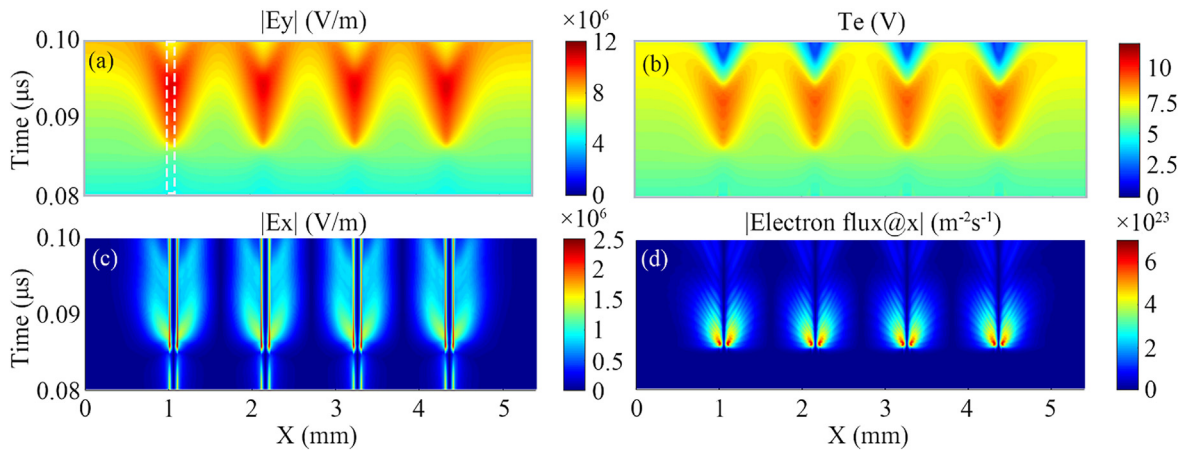 |Ey| (V/m)
×10⁶
Te (V)
0.10
(a)
12
(b)
10
Time (μs)
0.09
8
7.5
6
5
4
2
2.5
0.08
0
0
|Ex| (V/m)
×10⁶
|Electron flux@x| (m⁻²s⁻¹)
×10²³
0.10
(c)
2.5
(d)
6
2
Time (μs)
0.09
1.5
4
1
2
0.5
0.08
0
0
0 1 2 3 4 5
0 1 2 3 4 5
X (mm)
X (mm)